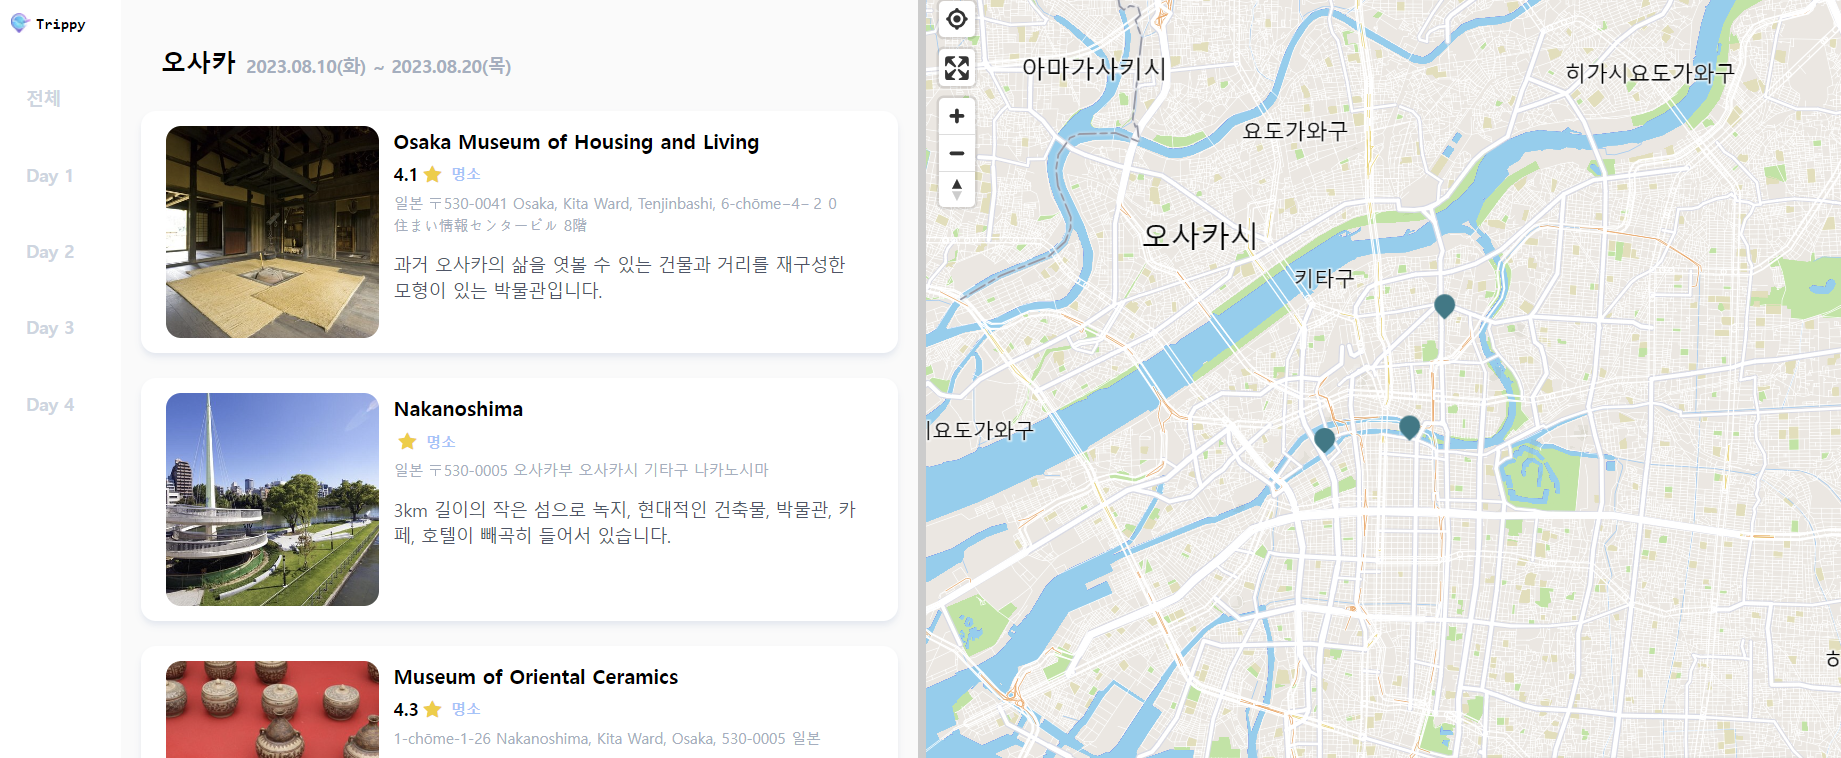 Trippy
전체
Day 1
Day 2
Day 3
Day 4
오사카 2023.08.10(화) ~ 2023.08.20(목)
Osaka Museum of Housing and Living
4.1 명소
일본 〒530-0041 Osaka, Kita Ward, Tenjinbashi, 6-chōme−4−２０
住まい情報センタービル 8階
과거 오사카의 삶을 엿볼 수 있는 건물과 거리를 재구성한
모형이 있는 박물관입니다.
Nakanoshima
명소
일본 〒530-0005 오사카부 오사카시 기타구 나카노시마
3km 길이의 작은 섬으로 녹지, 현대적인 건축물, 박물관, 카
페, 호텔이 빼곡히 들어서 있습니다.
Museum of Oriental Ceramics
4.3 명소
1-chōme-1-26 Nakanoshima, Kita Ward, Osaka, 530-0005 일본
아마가사키시
히가시요도가와구
요도가와구
오사카시
키타구
요도가와구